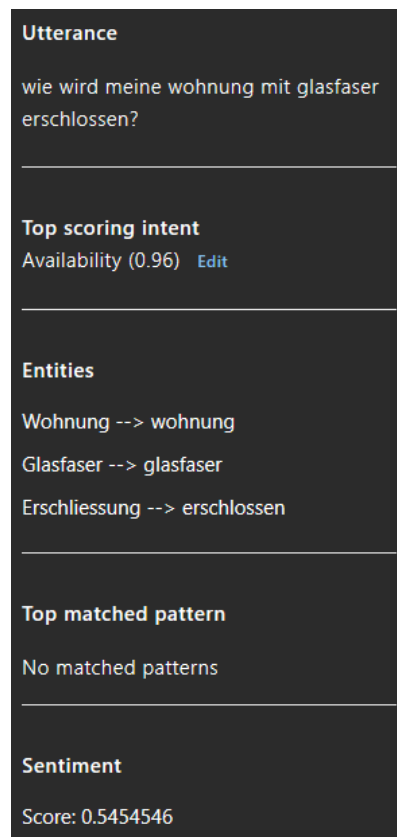 Utterance
wie wird meine wohnung mit glasfaser
erschlossen?
Top scoring intent
Availability (0.96) Edit
Entities
Wohnung --> wohnung
Glasfaser --> glasfaser
Erschliessung --> erschlossen
Top matched pattern
No matched patterns
Sentiment
Score: 0.5454546